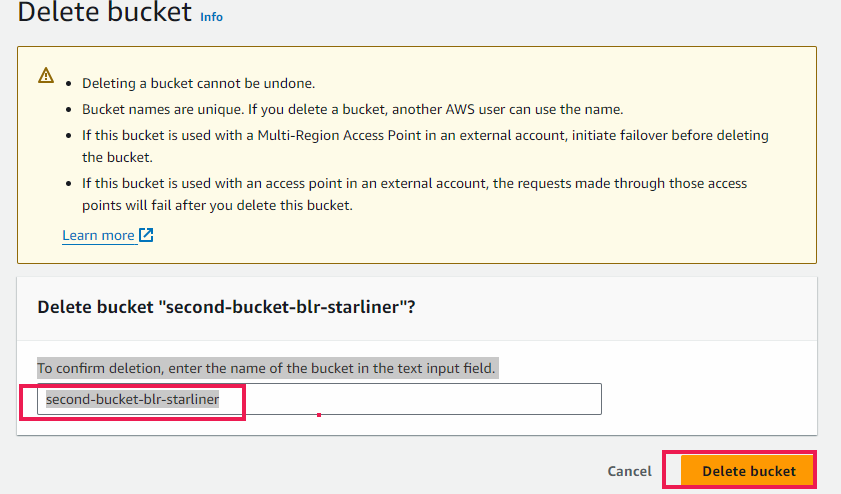 Delete bucket Info
Deleting a bucket cannot be undone.
Bucket names are unique. If you delete a bucket, another AWS user can use the name.
If this bucket is used with a Multi-Region Access Point in an external account, initiate failover before deleting
the bucket.
If this bucket is used with an access point in an external account, the requests made through those access
points will fail after you delete this bucket.
Learn more
Delete bucket "second-bucket-blr-starliner"?
To confirm deletion, enter the name of the bucket in the text input field.
second-bucket-blr-starliner
Cancel Delete bucket